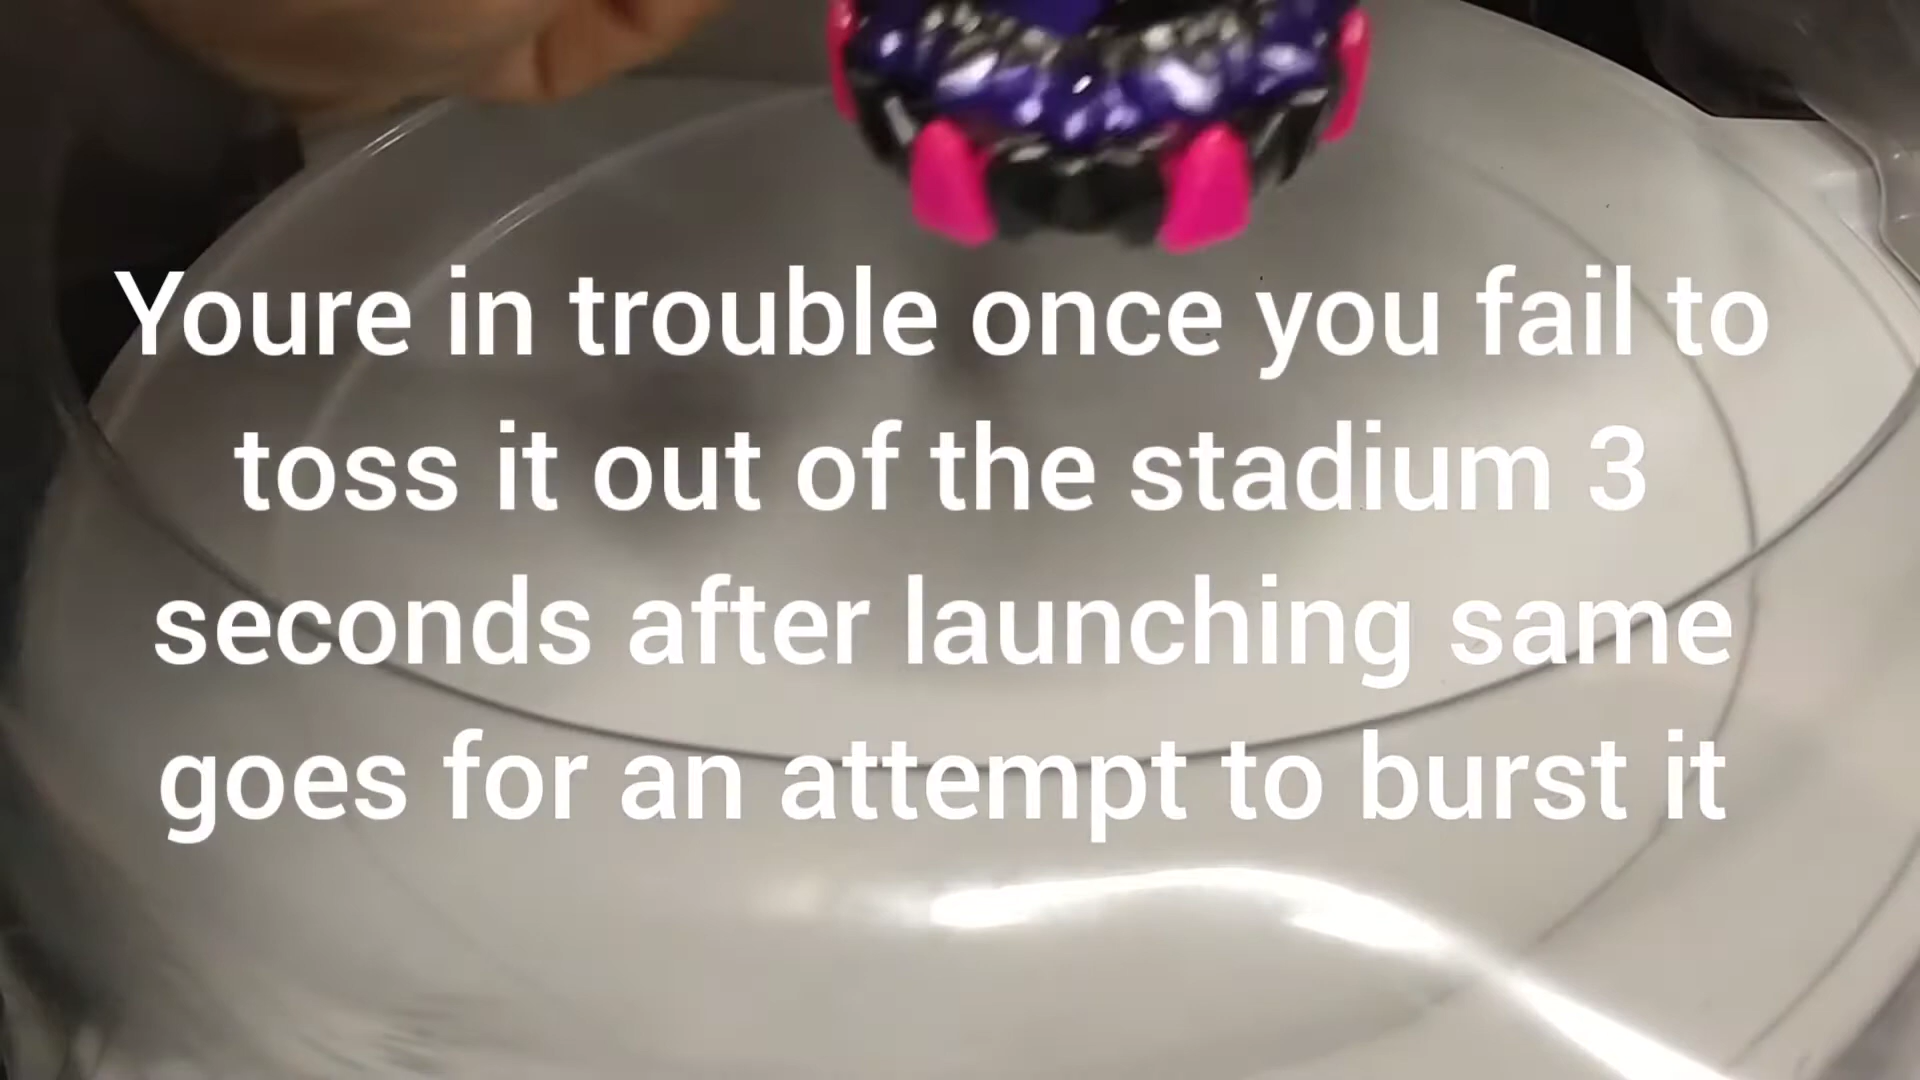 Youre in trouble once you fail to
toss it out of the stadium 3
seconds after launching same
goes for an attempt to burst it